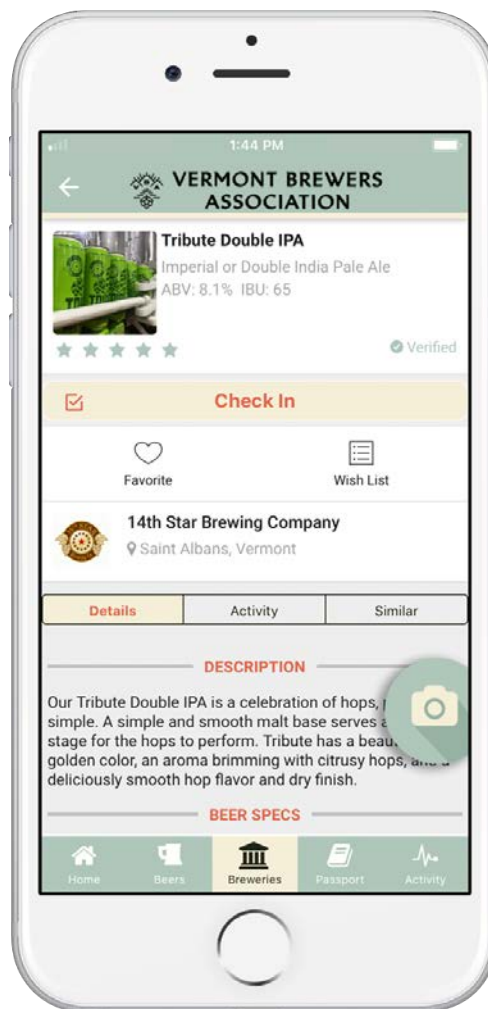 1:44 PM
VERMONT BREWERS
ASSOCIATION
Tribute Double IPA
Imperial or Double India Pale Ale
ABV: 8.1% IBU: 65
Verified
Check In
Favorite
Wish List
14th Star Brewing Company
Saint Albans, Vermont
Details
Activity
Similar
DESCRIPTION
Our Tribute Double IPA is a celebration of hops,
simple. A simple and smooth malt base serves
stage for the hops to perform. Tribute has a
golden color, an aroma brimming with citrusy hops, and a
deliciously smooth hop flavor and dry finish.
BEER SPECS
Home
Beers
Breweries
Passport
Activity